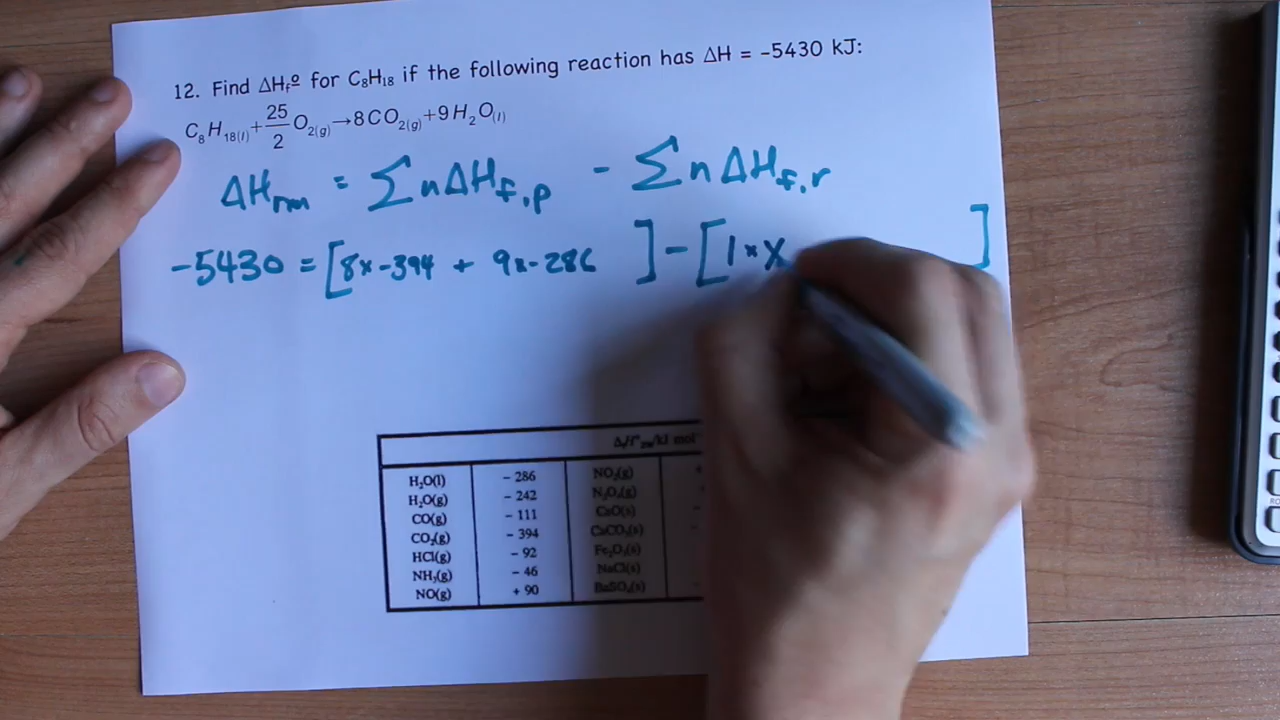 12. Find ΔHfº for C₈H₁₈ if the following reaction has ΔH = -5430 kJ:
C₈H₁₈₍ₗ₎+25/2 O₂(g)→8CO₂(g)+9H₂O(l)
ΔHrxn = ΣnΔHf,p - ΣnΔHf,r
-5430 = [8x-394 + 9x-286 ] - [1×X ]
H₂O(l) - 286 NO₂(g)
H₂O(g) - 242 N₂O₄(g)
CO(g) - 111 CaO(s)
CO₂(g) - 394 CaCO₃(s)
HCl(g) - 92 Fe₂O₃(s)
NH₃(g) - 46 NaCl(s)
NO(g) + 90 BaSO₄(s)